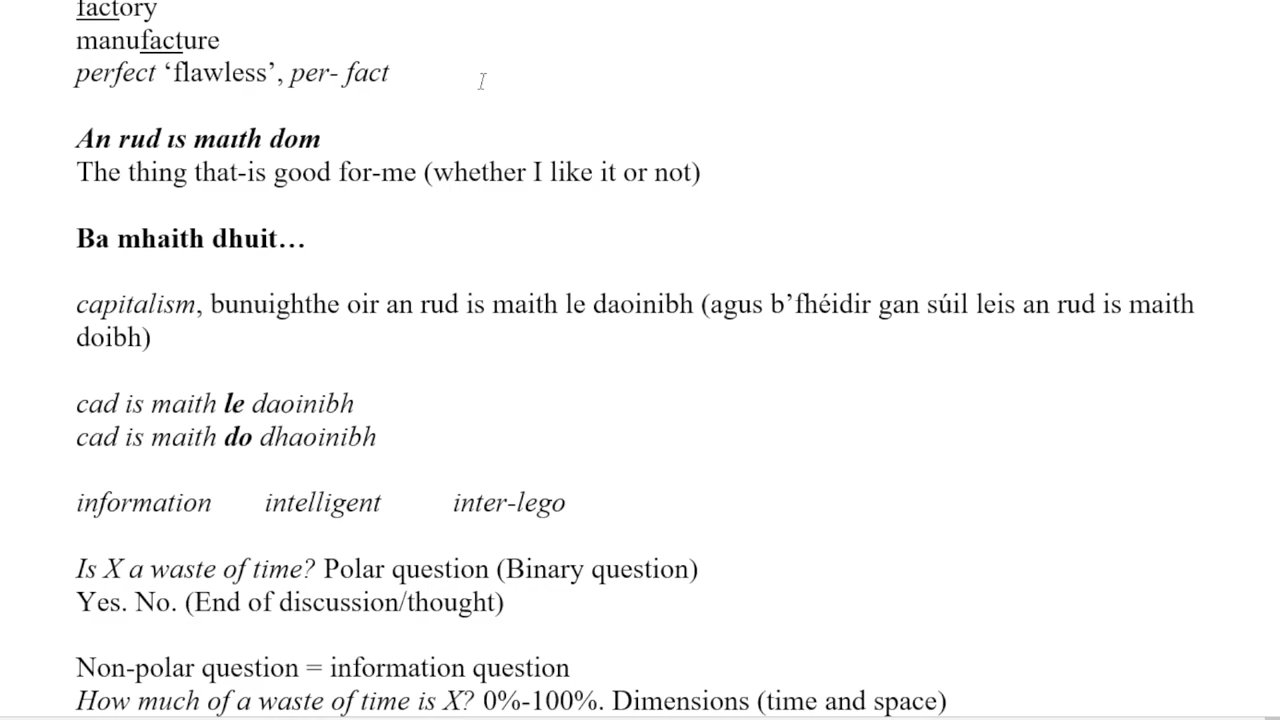 factory
manufacture
perfect ‘flawless’, per- fact
An rud ıs maıth dom
The thing that-is good for-me (whether I like it or not)
Ba mhaith dhuit…
capitalism, bunuighthe oir an rud is maith le daoinibh (agus b’fhéidir gan súil leis an rud is maith
doibh)
cad is maith le daoinibh
cad is maith do dhaoinibh
information intelligent inter-lego
Is X a waste of time? Polar question (Binary question)
Yes. No. (End of discussion/thought)
Non-polar question = information question
How much of a waste of time is X? 0%-100%. Dimensions (time and space)